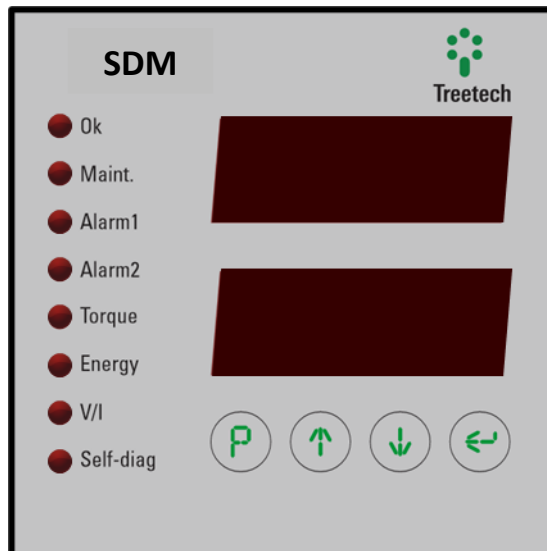 SDM
Treetech
Ok
Maint.
Alarm1
Alarm2
Torque
Energy
V/I
Self-diag
P